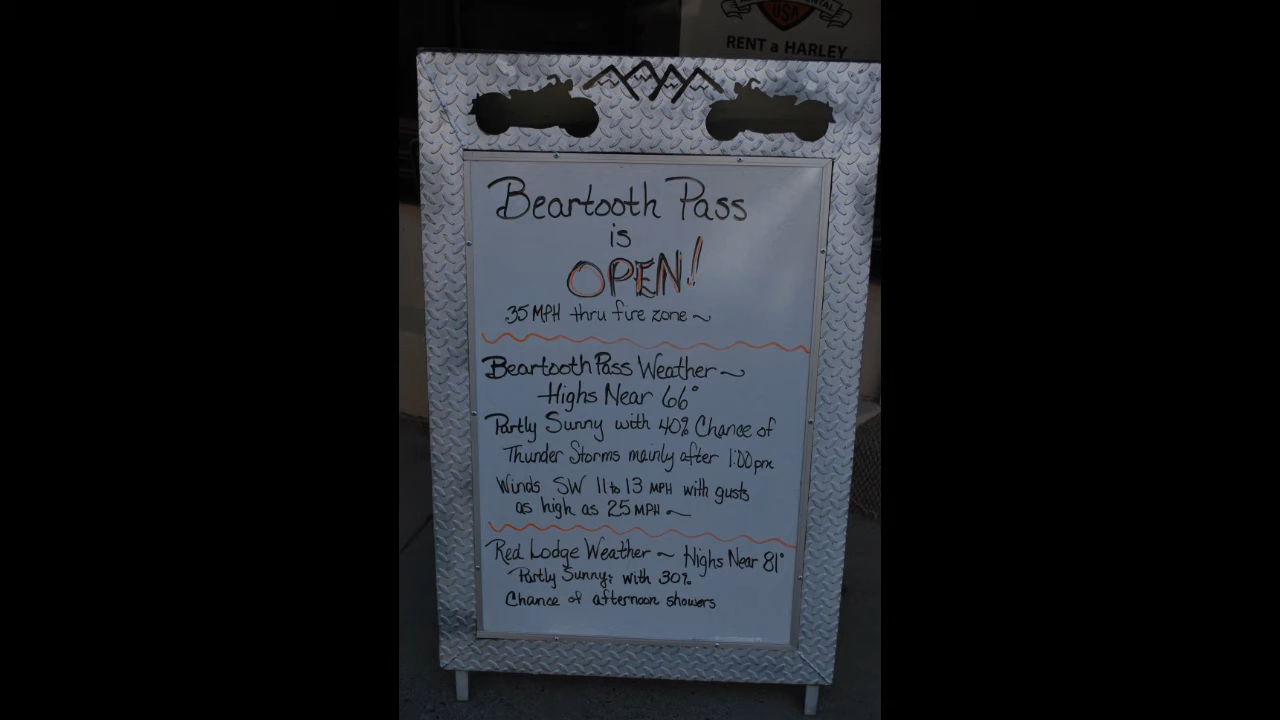 USA
RENT a HARLEY
Beartooth Pass
is
OPEN!
35 MPH thru fire zone ~
Beartooth Pass Weather ~
Highs Near 66°
Partly Sunny with 40% Chance of
Thunder Storms mainly after 1:00pm
Winds SW 11 to 13 MPH with gusts
as high as 25 MPH ~
Red Lodge Weather ~ Highs Near 81°
Partly Sunny with 30%
Chance of afternoon showers